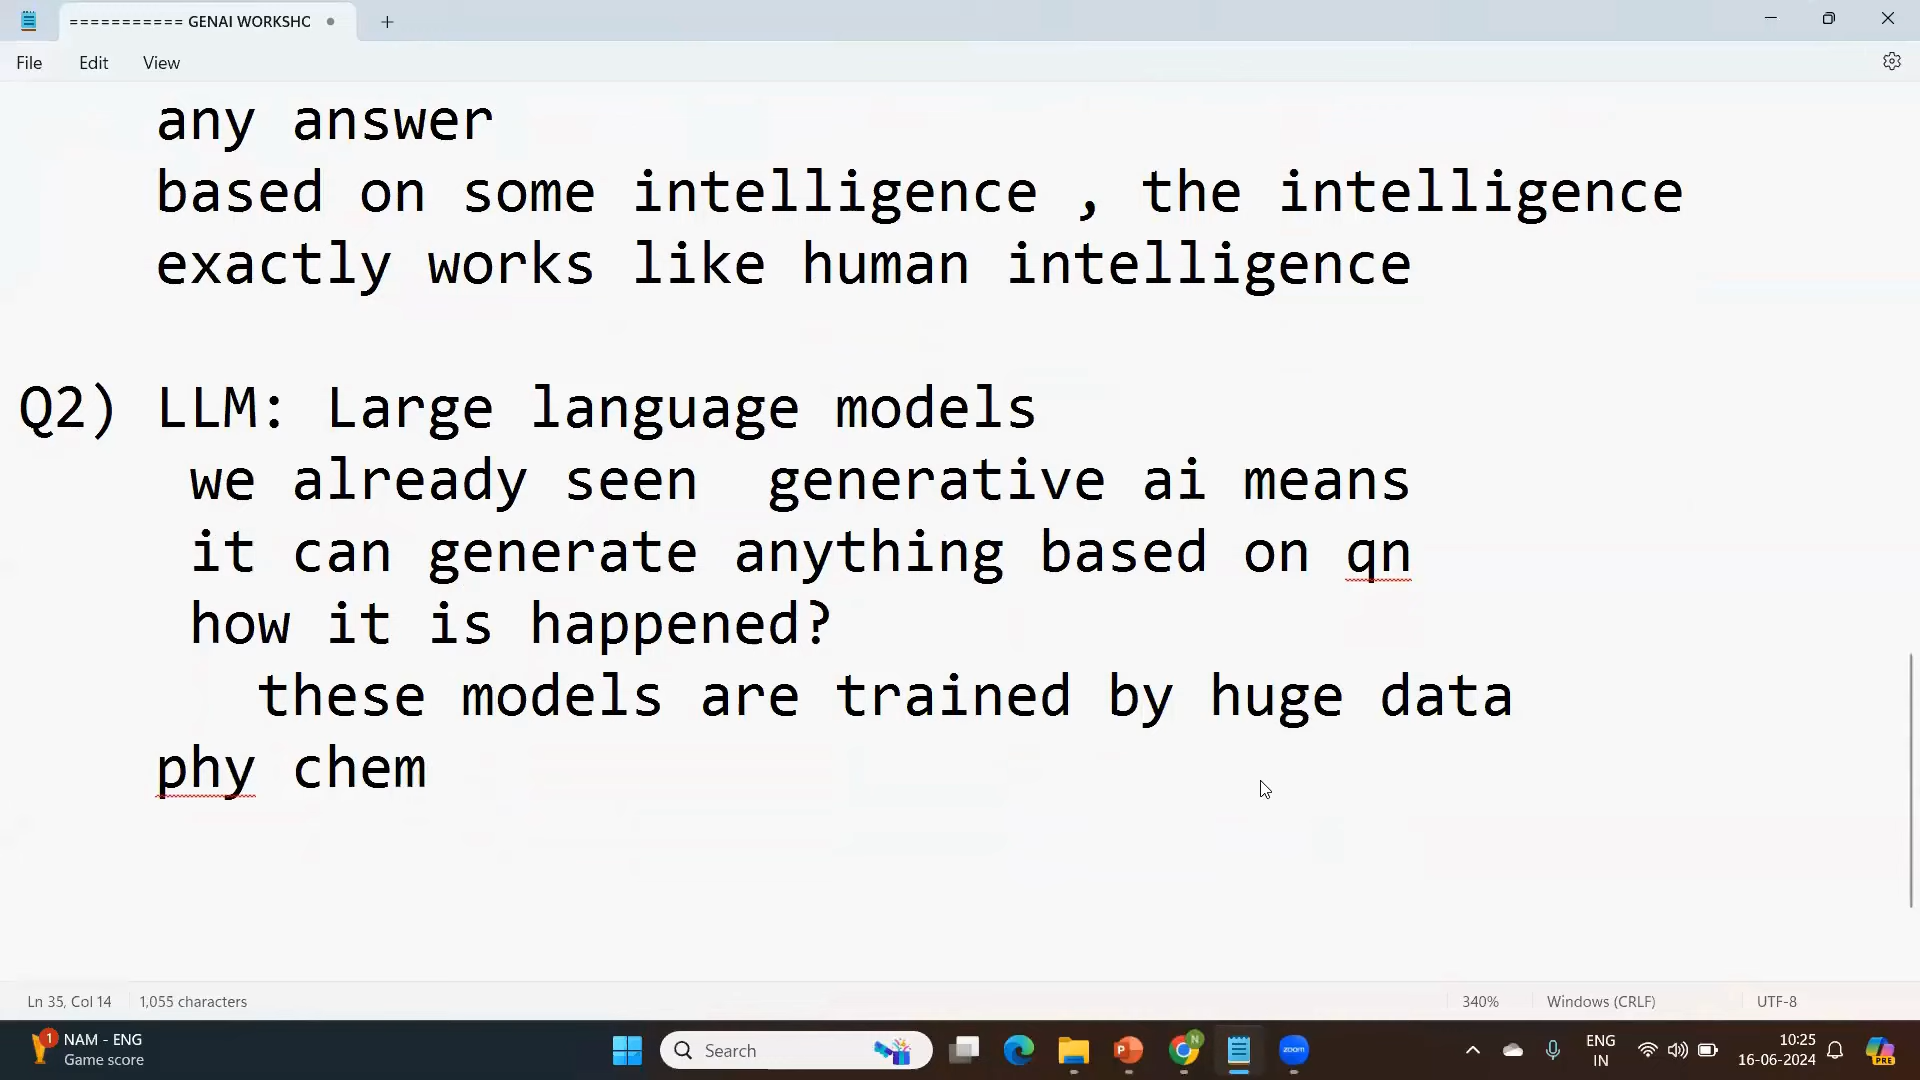 =========== GENAI WORKSHC
File Edit View
any answer
based on some intelligence , the intelligence
exactly works like human intelligence
Q2) LLM: Large language models
we already seen  generative ai means
it can generate anything based on qn
how it is happened?
these models are trained by huge data
phy chem
Ln 35, Col 14 1,055 characters 340% Windows (CRLF) UTF-8
1 NAM - ENG
Game score
Search
P
N
zoom
ENG
IN
10:25
16-06-2024
PRE